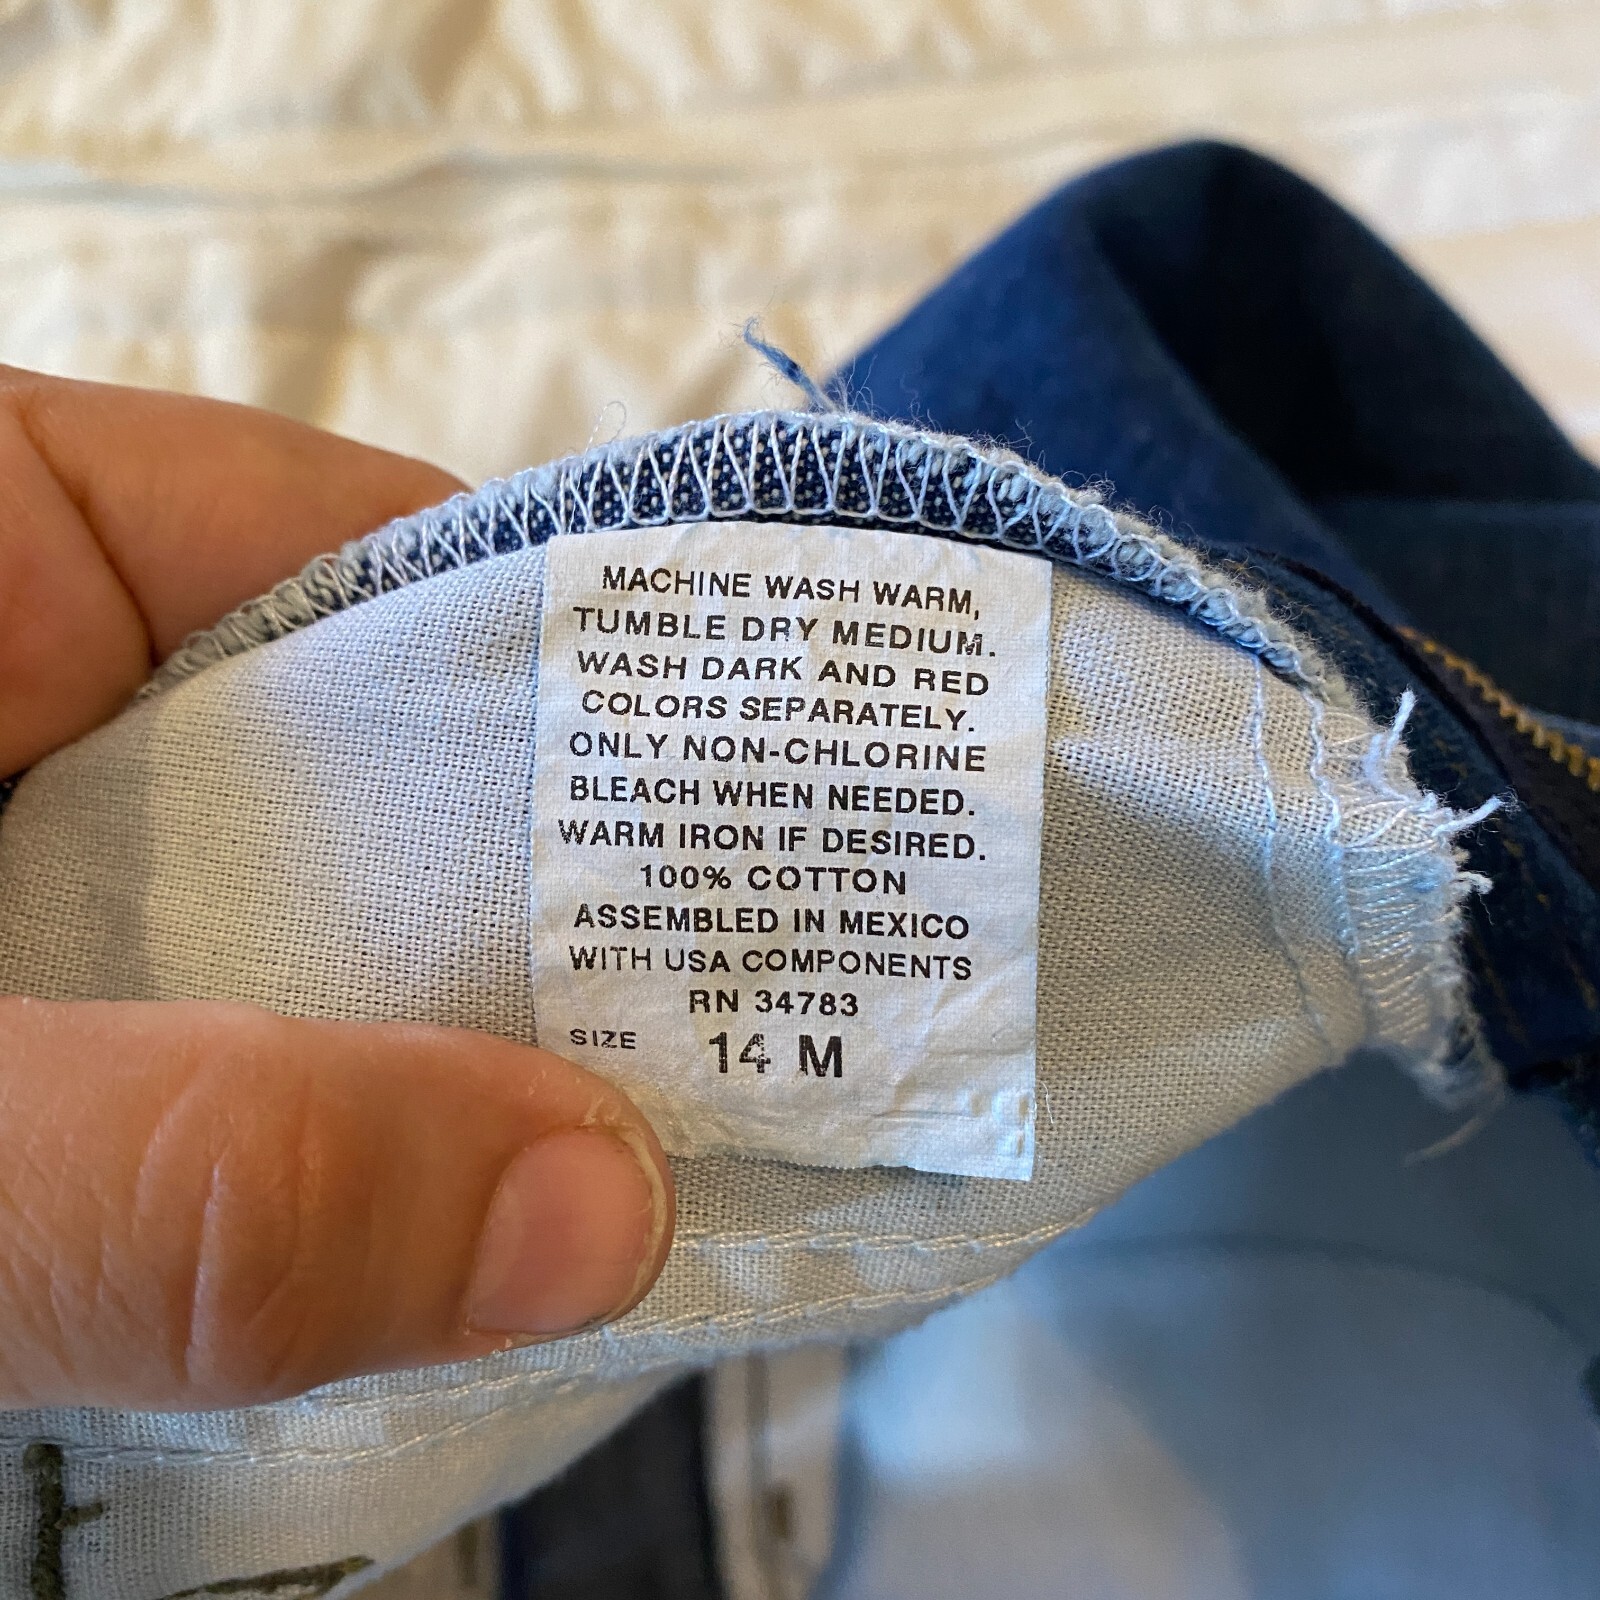 MACHINE WASH WARM,
TUMBLE DRY MEDIUM.
WASH DARK AND RED
COLORS SEPARATELY.
ONLY NON-CHLORINE
BLEACH WHEN NEEDED.
WARM IRON IF DESIRED.
100% COTTON
ASSEMBLED IN MEXICO
WITH USA COMPONENTS
RN 34783
SIZE 14 M